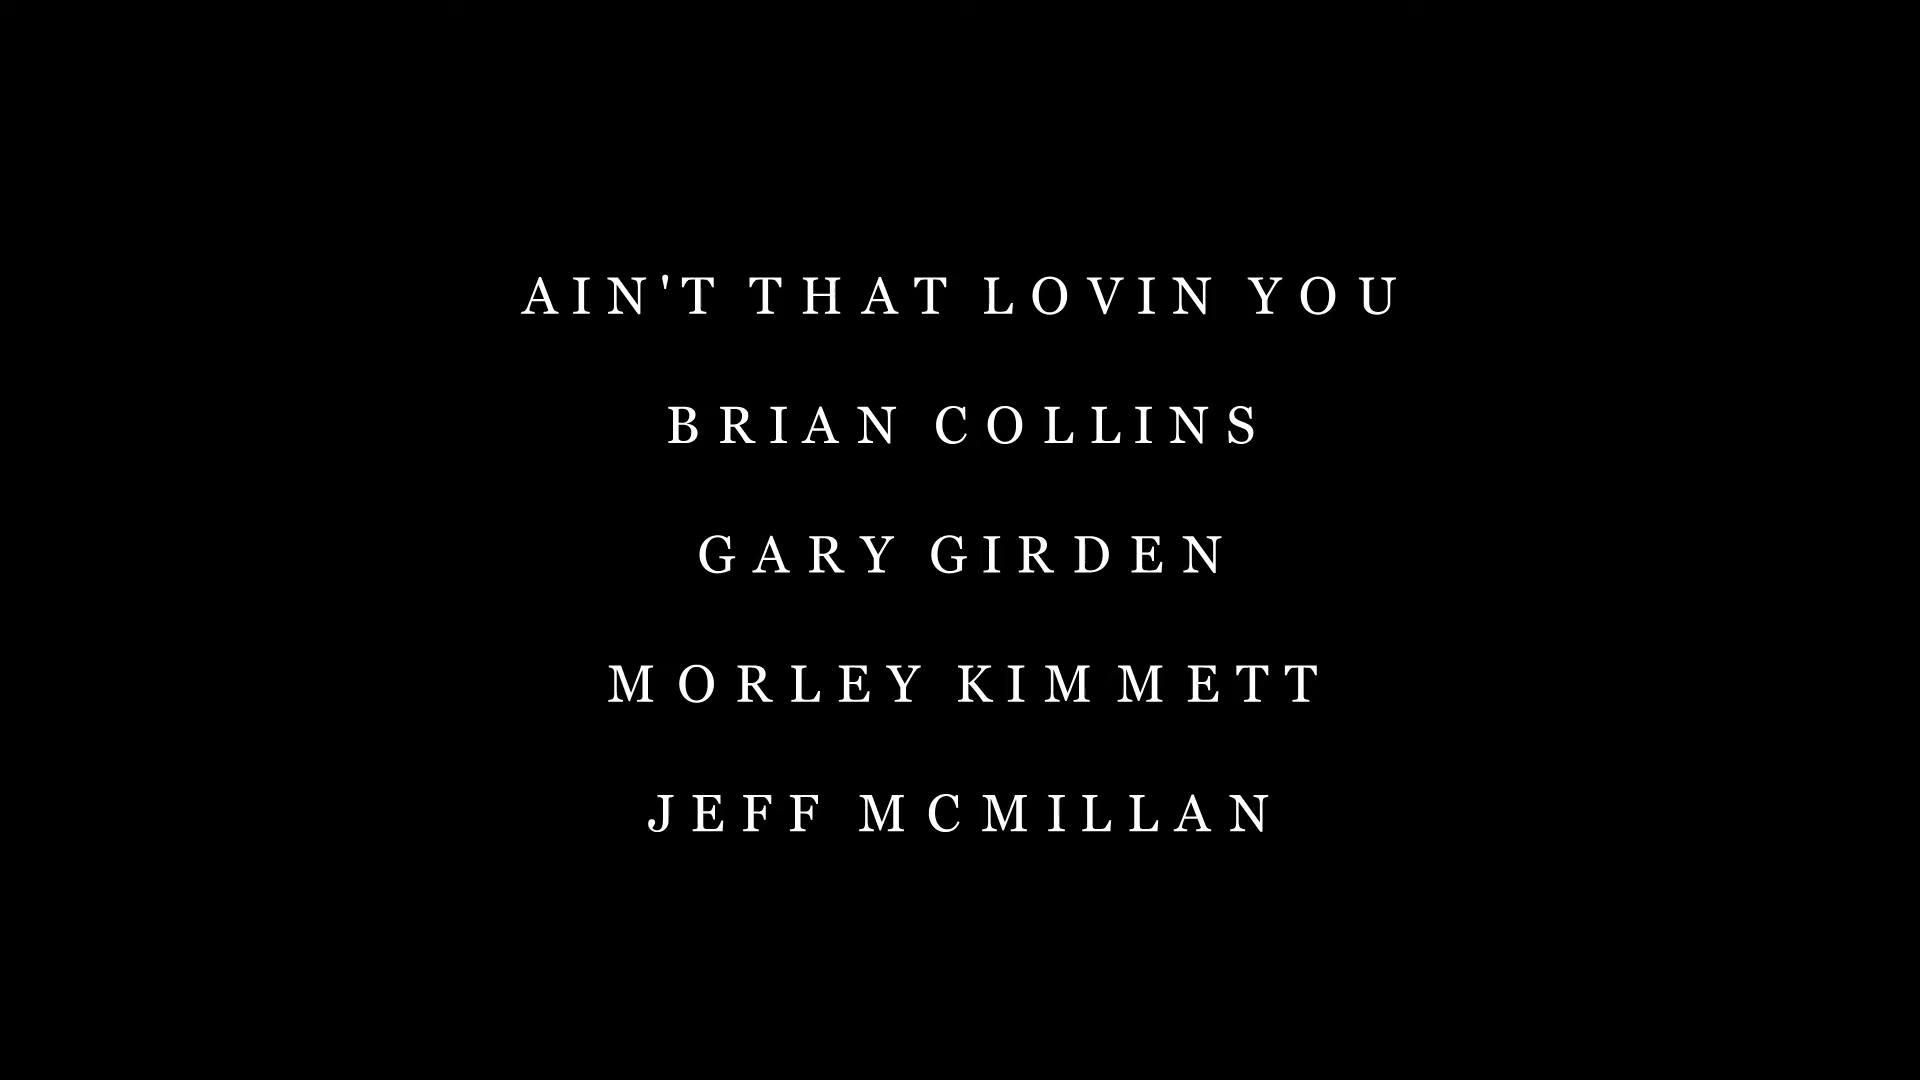 AIN'T THAT LOVIN YOU
BRIAN COLLINS
GARY GIRDEN
MORLEY KIMMETT
JEFF MCMILLAN